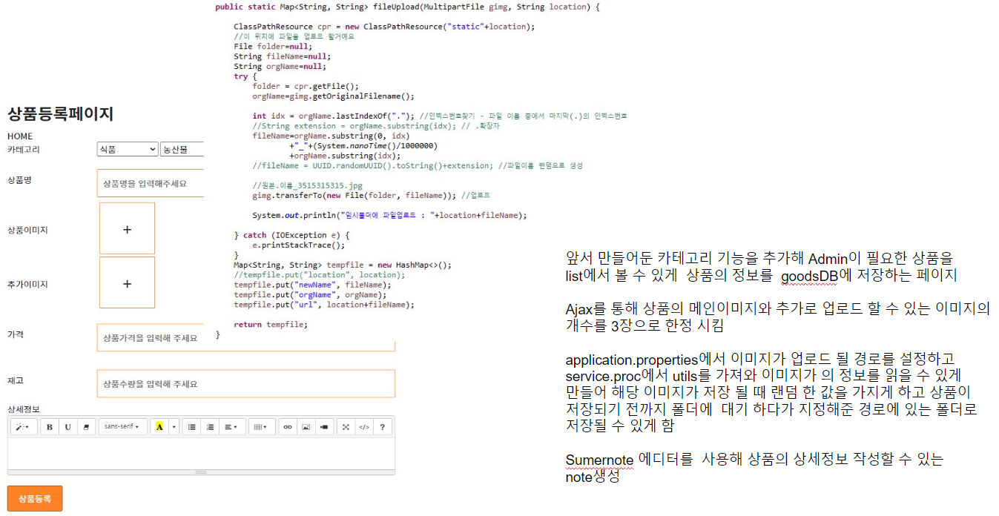 public static Map<String, String> fileUpload(MultipartFile gimg, String location) {
ClassPathResource cpr = new ClassPathResource("static"+location);
//이 위치에 파일을 업로드 할거예요
File folder=null;
String fileName=null;
String orgName=null;
try {
folder = cpr.getFile();
orgName=gimg.getOriginalFilename();
int idx = orgName.lastIndexOf("."); //인덱스번호찾기 - 파일 이름 중에서 마지막(.)의 인덱스번호
//String extension = orgName.substring(idx); // .확장자
fileName=orgName.substring(0, idx)
+"_"+(System.nanoTime()/1000000)
+orgName.substring(idx);
//fileName = UUID.randomUUID().toString()+extension; //파일이름 랜덤으로 생성
//원본.이름_3515315315.jpg
gimg.transferTo(new File(folder, fileName)); //업로드
System.out.println("임시폴더에 파일업로드 : "+location+fileName);
} catch (IOException e) {
e.printStackTrace();
}
Map<String, String> tempfile = new HashMap<>();
//tempfile.put("location", location);
tempfile.put("newName", fileName);
tempfile.put("orgName", orgName);
tempfile.put("url", location+fileName);
return tempfile;
}
상품등록페이지
HOME
카테고리 식품 농산물
상품명 상품명을 입력해주세요
상품이미지 +
추가이미지 +
가격 상품가격을 입력해 주세요
재고 상품수량을 입력해 주세요
상세정보
B U sans-serif A </> ?
상품등록
앞서 만들어둔 카테고리 기능을 추가해 Admin이 필요한 상품을
list에서 볼 수 있게 상품의 정보를 goodsDB에 저장하는 페이지
Ajax를 통해 상품의 메인이미지와 추가로 업로드 할 수 있는 이미지의
개수를 3장으로 한정 시킴
application.properties에서 이미지가 업로드 될 경로를 설정하고
service.proc에서 utils를 가져와 이미지가 의 정보를 읽을 수 있게
만들어 해당 이미지가 저장 될 때 랜덤 한 값을 가지게 하고 상품이
저장되기 전까지 폴더에 대기 하다가 지정해준 경로에 있는 폴더로
저장될 수 있게 함
Sumernote 에디터를 사용해 상품의 상세정보 작성할 수 있는
note생성